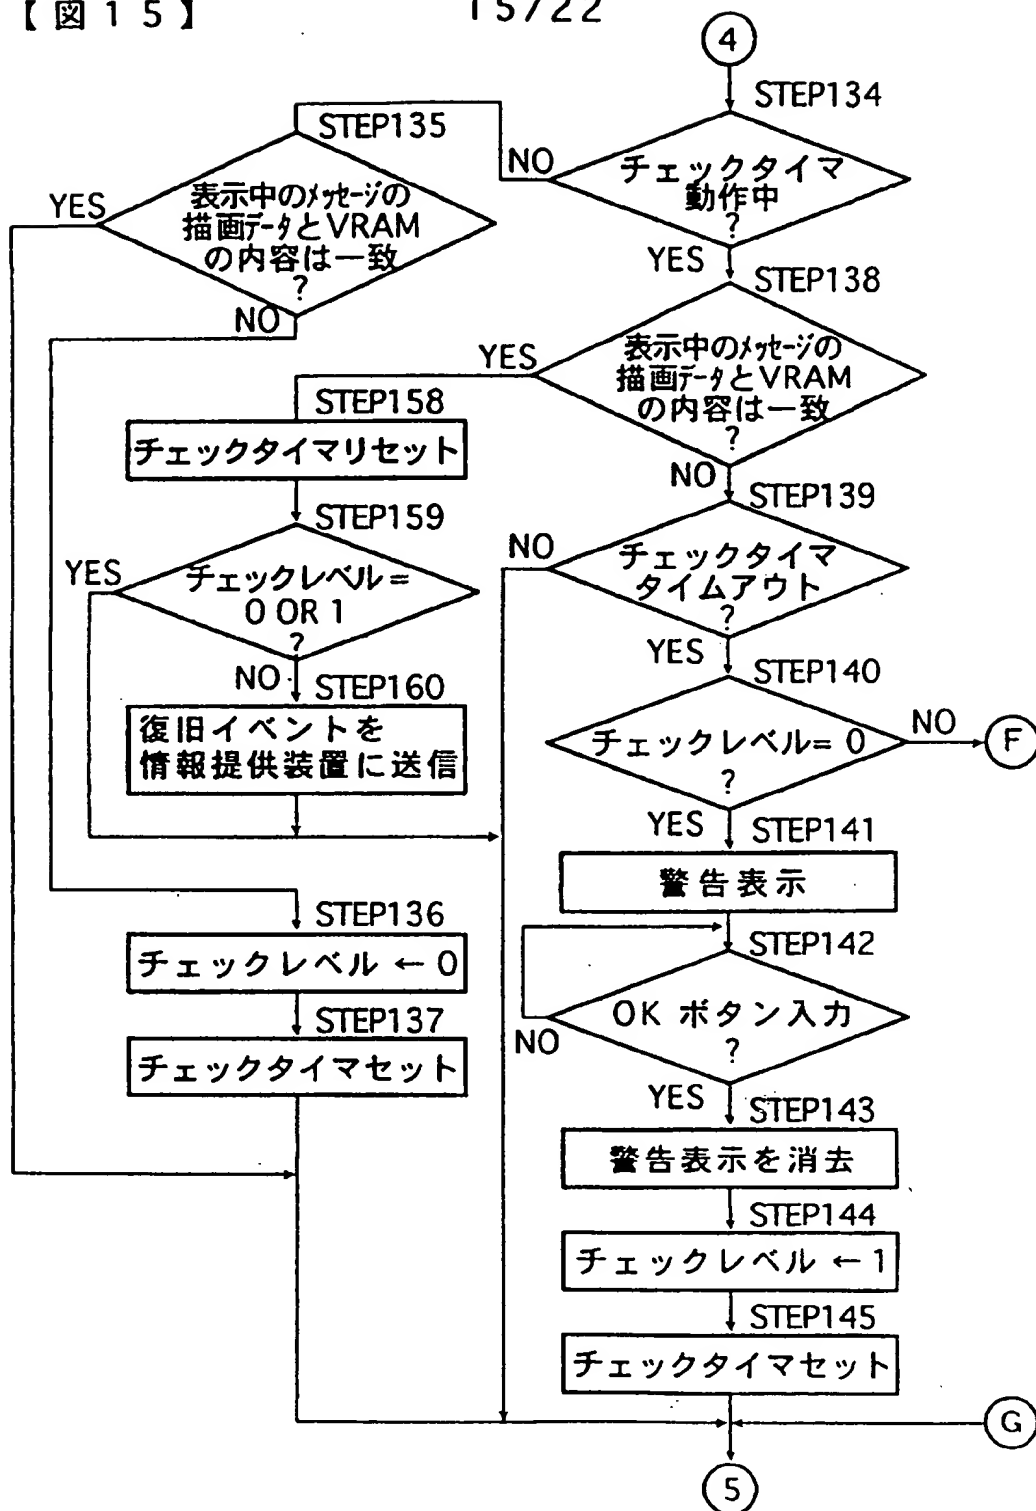 【図１５】
15/22
4
STEP134
チェックタイマ
動作中
?
NO
YES
STEP135
表示中のメッセージの
描画データとVRAM
の内容は一致
?
YES
NO
STEP138
表示中のメッセージの
描画データとVRAM
の内容は一致
?
YES
NO
STEP158
チェックタイマリセット
STEP159
チェックレベル=
0 OR 1
?
YES
NO
STEP160
復旧イベントを
情報提供装置に送信
STEP139
チェックタイマ
タイムアウト
?
NO
YES
STEP140
チェックレベル= 0
?
NO
F
YES
STEP141
警告表示
STEP142
OK ボタン入力
?
NO
YES
STEP136
チェックレベル ← 0
STEP137
チェックタイマセット
STEP143
警告表示を消去
STEP144
チェックレベル ← 1
STEP145
チェックタイマセット
G
5